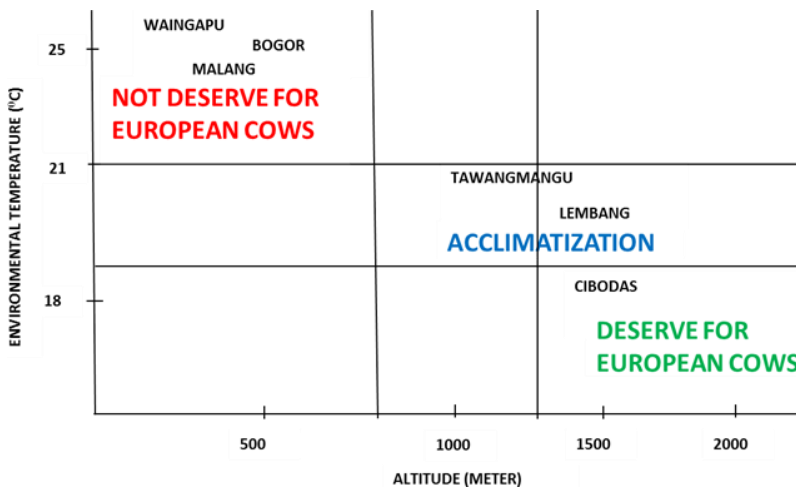 WAINGAPU
25
BOGOR
MALANG
NOT DESERVE FOR
EUROPEAN COWS
ENVIRONMENTAL TEMPERATURE (⁰C)
21
TAWANGMANGU
LEMBANG
ACCLIMATIZATION
CIBODAS
18
DESERVE FOR
EUROPEAN COWS
500
1000
1500
2000
ALTITUDE (METER)